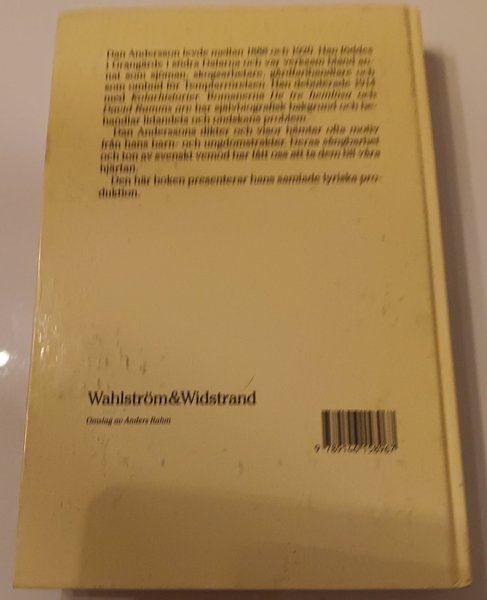 Dan Andersson levde mellan 1888 och 1920. Han föddes
i Grangärde i södra Dalarna och var verksam bland an-
nat som sjöman, skogsarbetare, gårdfarihandlare och
som ombud för Templarrörelsen. Han debuterade 1914
med Kolarhistorier. Romanerna De tre hemlösa och
David Ramms arv har självbiografisk bakgrund och be-
handlar lidandets och ondskans problem.
Dan Anderssons dikter och visor hämtar ofta motiv
från hans barn- och ungdomstrakter. Deras sångbarhet
och ton av svenskt vemod har fått oss att ta dem till våra
hjärtan.
Den här boken presenterar hans samlade lyriska pro-
duktion.
Wahlström&Widstrand
Omslag av Anders Rahm